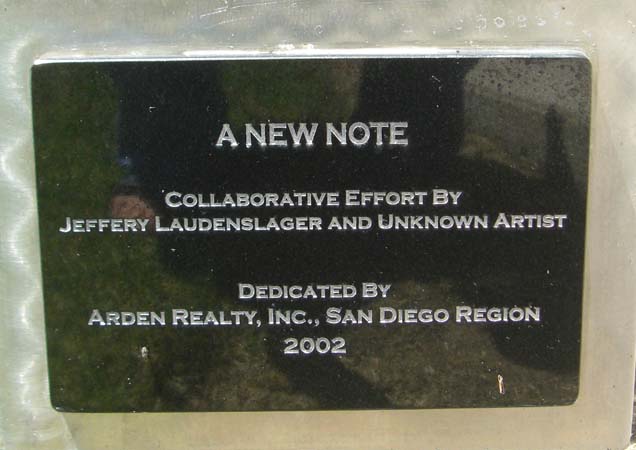 A NEW NOTE
COLLABORATIVE EFFORT BY
JEFFERY LAUDENSLAGER AND UNKNOWN ARTIST
DEDICATED BY
ARDEN REALTY, INC., SAN DIEGO REGION
2002